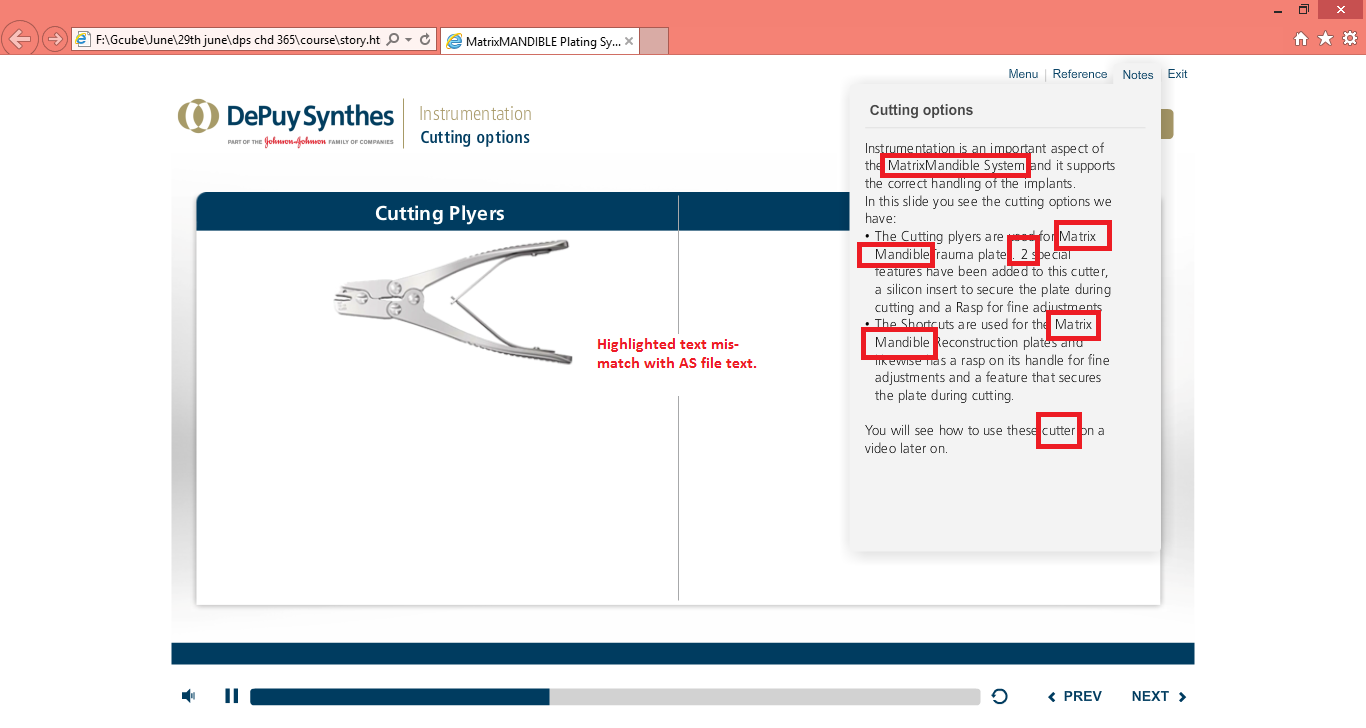 F:\Gcube\June\29th june\dps chd 365\course\story.ht
MatrixMANDIBLE Plating Sy...
Menu
Reference
Notes
Exit
DePuy Synthes
PART OF THE Johnson & Johnson FAMILY OF COMPANIES
Instrumentation
Cutting options
Cutting Plyers
Highlighted text mis-
match with AS file text.
Cutting options
Instrumentation is an important aspect of
the MatrixMandible System and it supports
the correct handling of the implants.
In this slide you see the cutting options we
have:
• The Cutting plyers are used for Matrix
Mandible Trauma plates. 2 special
features have been added to this cutter,
a silicon insert to secure the plate during
cutting and a Rasp for fine adjustments
• The Shortcuts are used for the Matrix
Mandible Reconstruction plates and
likewise has a rasp on its handle for fine
adjustments and a feature that secures
the plate during cutting.
You will see how to use these cutter on a
video later on.
PREV
NEXT